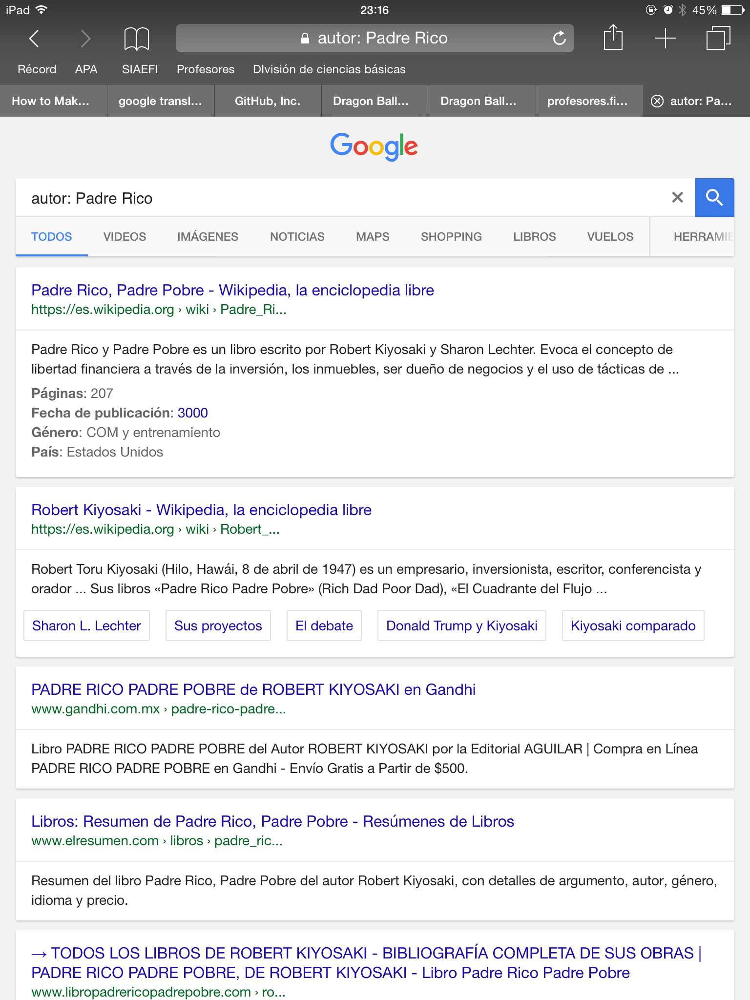 iPad 23:16 45%
autor: Padre Rico
Récord APA SIAEFI Profesores DIvisión de ciencias básicas
How to Mak... google transl... GitHub, Inc. Dragon Ball... Dragon Ball... profesores.fi... autor: Pa...
Google
autor: Padre Rico
TODOS VIDEOS IMÁGENES NOTICIAS MAPS SHOPPING LIBROS VUELOS HERRAMIE
Padre Rico, Padre Pobre - Wikipedia, la enciclopedia libre
https://es.wikipedia.org › wiki › Padre_Ri...
Padre Rico y Padre Pobre es un libro escrito por Robert Kiyosaki y Sharon Lechter. Evoca el concepto de
libertad financiera a través de la inversión, los inmuebles, ser dueño de negocios y el uso de tácticas de ...
Páginas: 207
Fecha de publicación: 3000
Género: COM y entrenamiento
País: Estados Unidos
Robert Kiyosaki - Wikipedia, la enciclopedia libre
https://es.wikipedia.org › wiki › Robert_...
Robert Toru Kiyosaki (Hilo, Hawái, 8 de abril de 1947) es un empresario, inversionista, escritor, conferencista y
orador ... Sus libros «Padre Rico Padre Pobre» (Rich Dad Poor Dad), «El Cuadrante del Flujo ...
Sharon L. Lechter Sus proyectos El debate Donald Trump y Kiyosaki Kiyosaki comparado
PADRE RICO PADRE POBRE de ROBERT KIYOSAKI en Gandhi
www.gandhi.com.mx › padre-rico-padre...
Libro PADRE RICO PADRE POBRE del Autor ROBERT KIYOSAKI por la Editorial AGUILAR | Compra en Línea
PADRE RICO PADRE POBRE en Gandhi - Envío Gratis a Partir de $500.
Libros: Resumen de Padre Rico, Padre Pobre - Resúmenes de Libros
www.elresumen.com › libros › padre_ric...
Resumen del libro Padre Rico, Padre Pobre del autor Robert Kiyosaki, con detalles de argumento, autor, género,
idioma y precio.
→ TODOS LOS LIBROS DE ROBERT KIYOSAKI - BIBLIOGRAFÍA COMPLETA DE SUS OBRAS |
PADRE RICO PADRE POBRE, DE ROBERT KIYOSAKI - Libro Padre Rico Padre Pobre
www.libropadrericopadrepobre.com › ro...